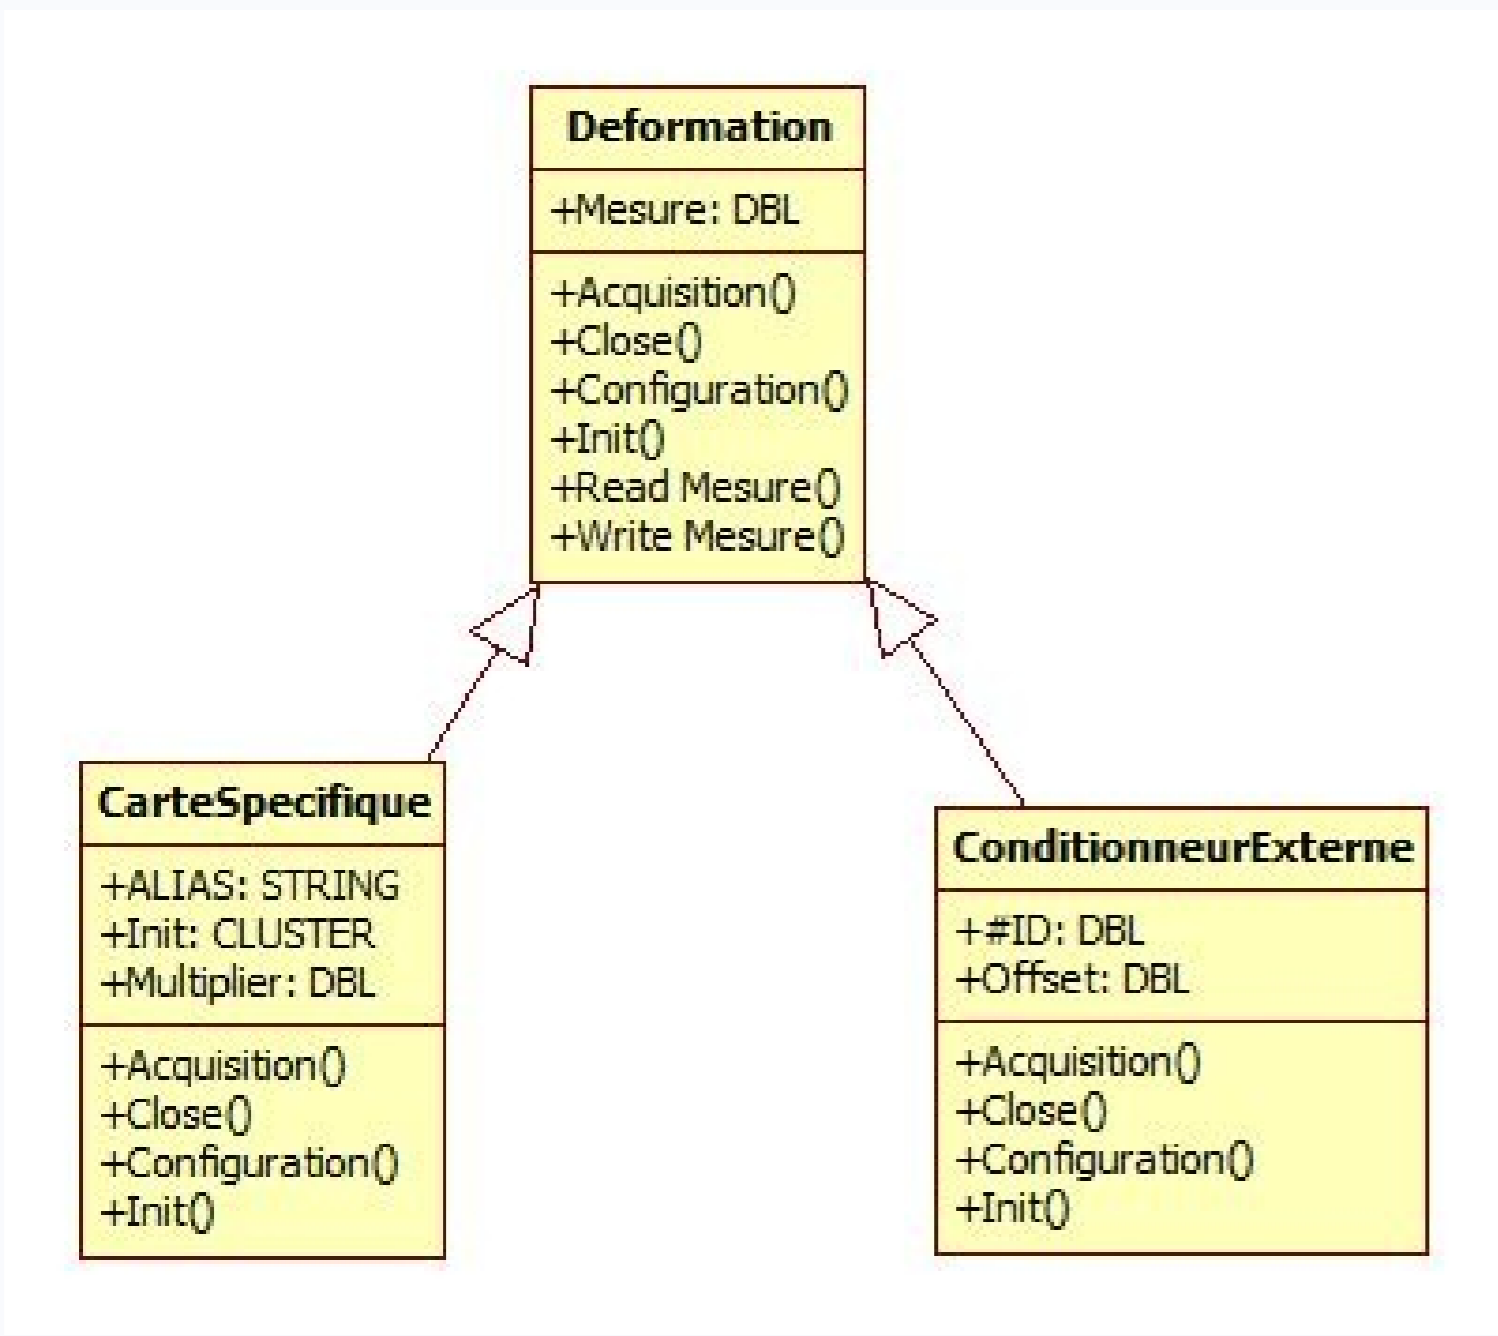 Deformation
+Mesure: DBL
+Acquisition()
+Close()
+Configuration()
+Init()
+Read Mesure()
+Write Mesure()
CarteSpecifique
+ALIAS: STRING
+Init: CLUSTER
+Multiplier: DBL
+Acquisition()
+Close()
+Configuration()
+Init()
ConditionneurExterne
+#ID: DBL
+Offset: DBL
+Acquisition()
+Close()
+Configuration()
+Init()